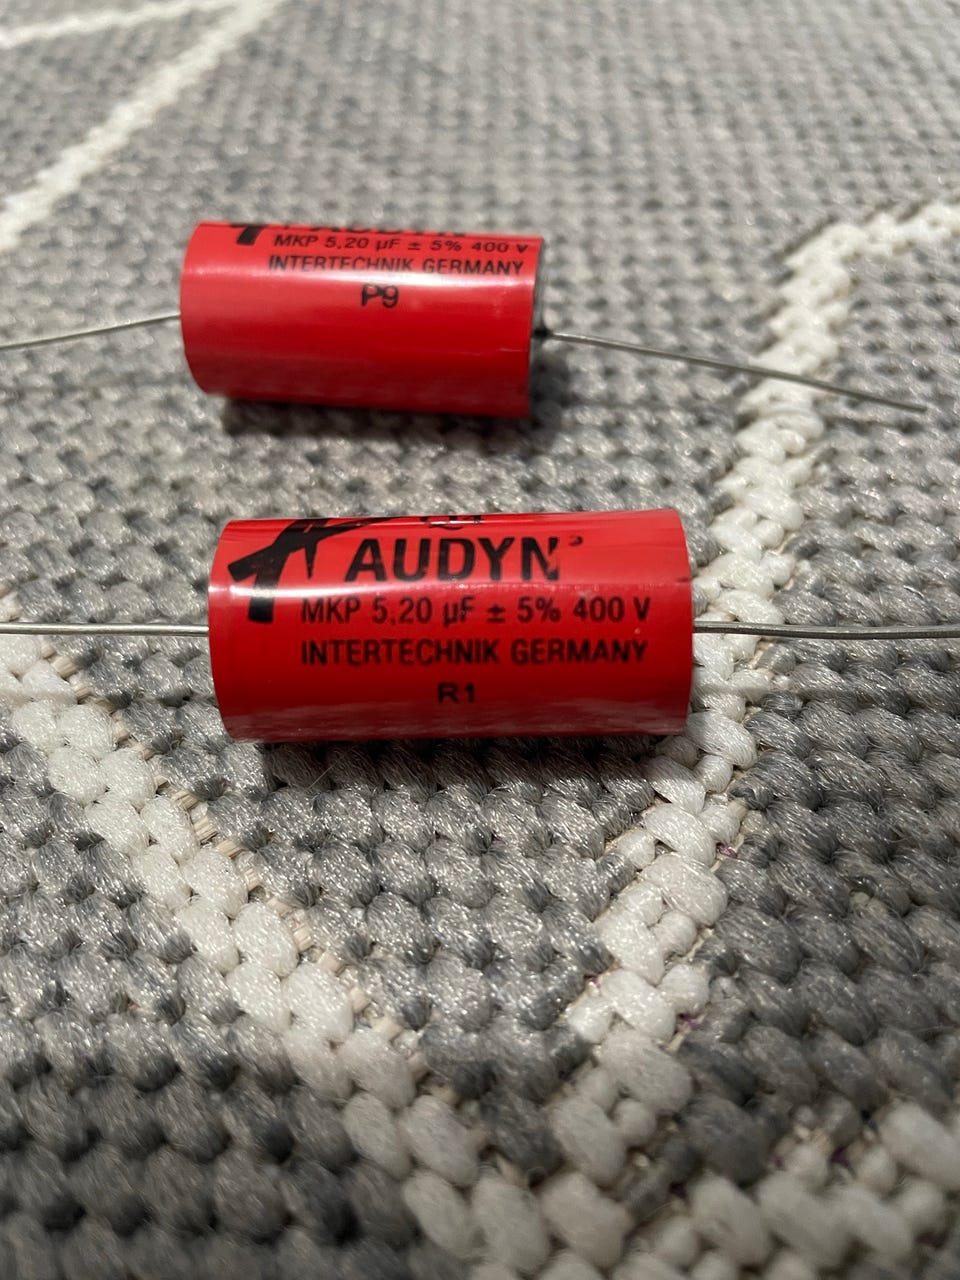 AUDYN
MKP 5,20 µF ± 5% 400 V
INTERTECHNIK GERMANY
P9
AUDYN
MKP 5,20 µF ± 5% 400 V
INTERTECHNIK GERMANY
R1